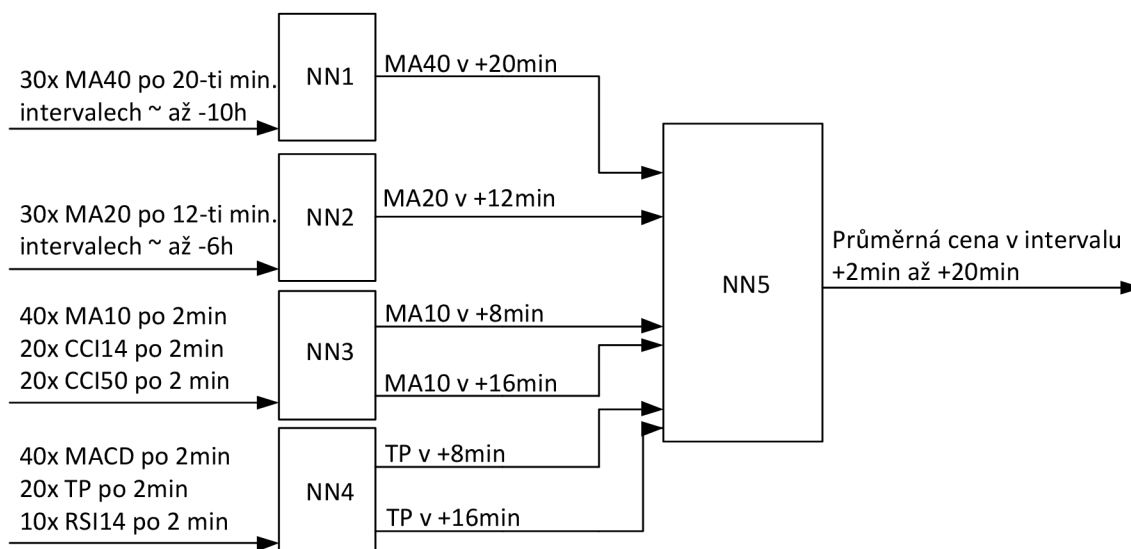 30x MA40 po 20-ti min.
intervalech ~ až -10h
NN1
MA40 v +20min
30x MA20 po 12-ti min.
intervalech ~ až -6h
NN2
MA20 v +12min
40x MA10 po 2min
20x CCI14 po 2min
20x CCI50 po 2 min
NN3
MA10 v +8min
MA10 v +16min
40x MACD po 2min
20x TP po 2min
10x RSI14 po 2 min
NN4
TP v +8min
TP v +16min
NN5
Průměrná cena v intervalu
+2min až +20min